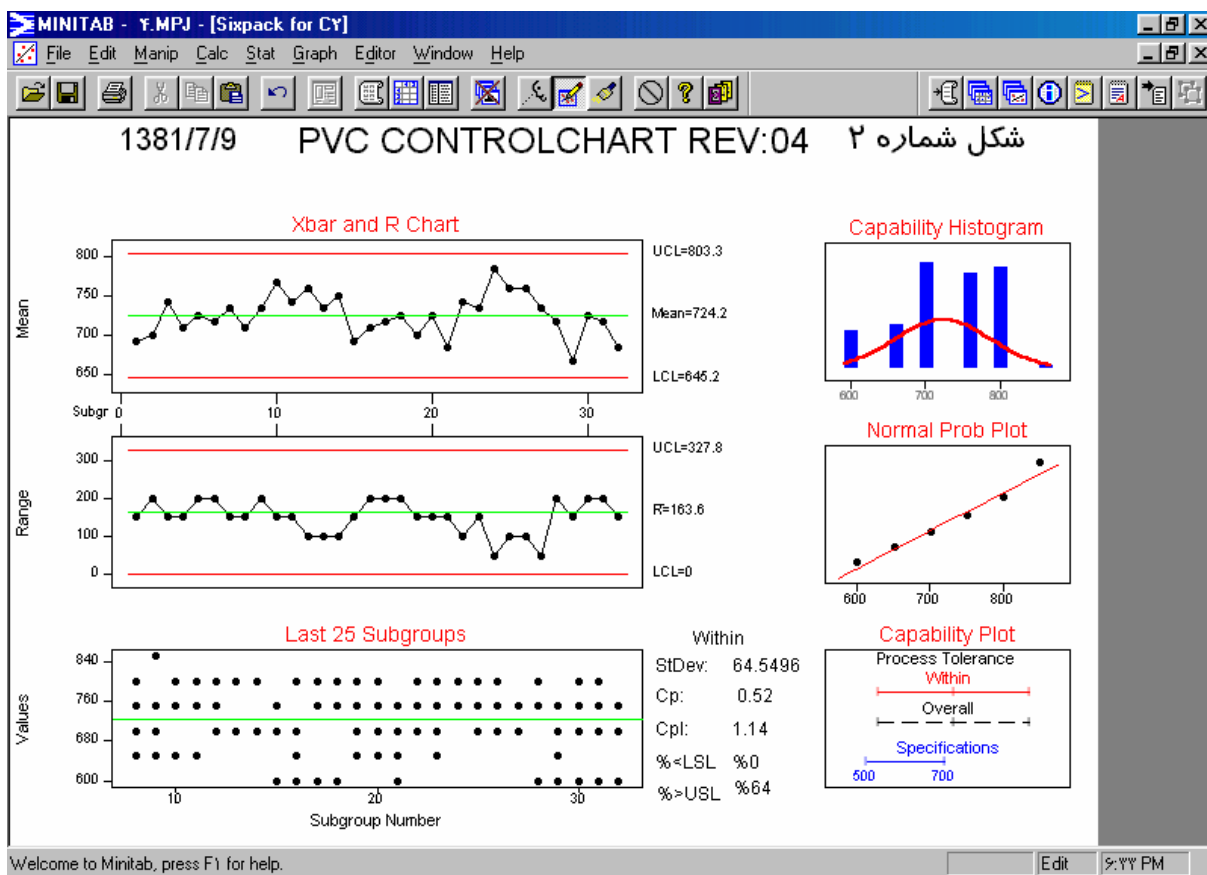 MINITAB - ۴.MPJ - [Sixpack for C۲]
File Edit Manip Calc Stat Graph Editor Window Help
1381/7/9 PVC CONTROLCHART REV:04 شکل شماره ۲
Xbar and R Chart
Mean
800
750
700
650
UCL=803.3
Mean=724.2
LCL=645.2
Subgr 0 10 20 30
Range
300
200
100
0
UCL=327.8
R=163.6
LCL=0
Last 25 Subgroups
Values
840
760
680
600
10 20 30
Subgroup Number
Within
StDev: 64.5496
Cp: 0.52
Cpl: 1.14
%<LSL %0
%>USL %64
Capability Histogram
600 700 800
Normal Prob Plot
600 700 800
Capability Plot
Process Tolerance
Within
Overall
Specifications
500 700
Welcome to Minitab, press F۱ for help.
Edit ۶:۲۲ PM